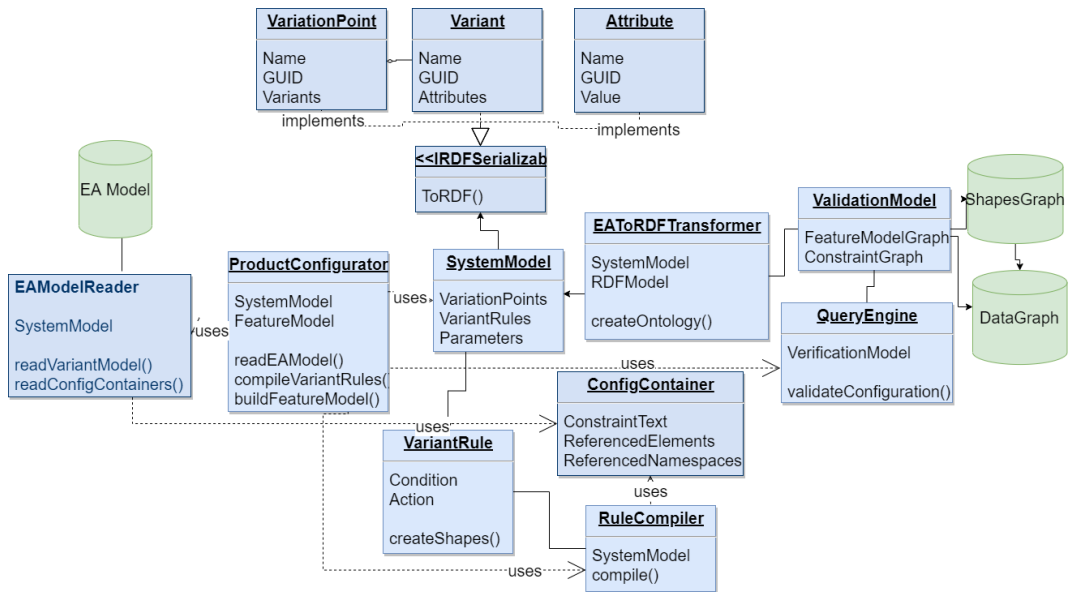 VariationPoint
Name
GUID
Variants
Variant
Name
GUID
Attributes
Attribute
Name
GUID
Value
implements
implements
<<IRDFSerializab
ToRDF()
EA Model
EAModelReader
SystemModel
readVariantModel()
readConfigContainers()
uses
ProductConfigurator
SystemModel
FeatureModel
readEAModel()
compileVariantRules(
buildFeatureModel()
uses
SystemModel
VariationPoints
VariantRules
Parameters
EAToRDFTransformer
SystemModel
RDFModel
createOntology()
ValidationModel
FeatureModelGraph
ConstraintGraph
ShapesGraph
DataGraph
QueryEngine
VerificationModel
validateConfiguration()
uses
ConfigContainer
ConstraintText
ReferencedElements
ReferencedNamespaces
uses
VariantRule
Condition
Action
createShapes()
uses
RuleCompiler
SystemModel
compile()
uses